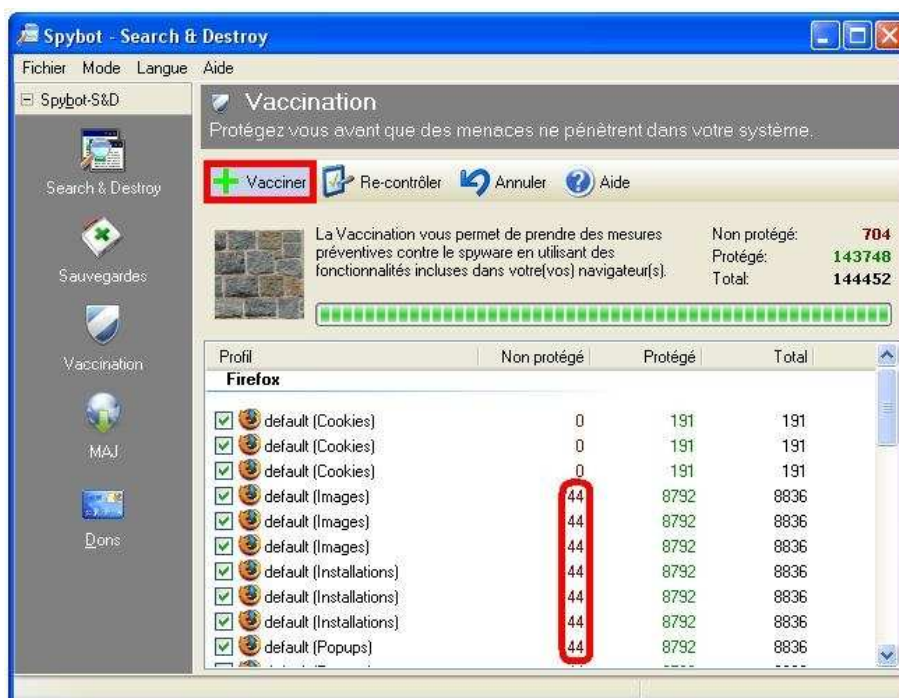 Spybot - Search & Destroy
Fichier Mode Langue Aide
Spybot-S&D
Search & Destroy
Sauvegardes
Vaccination
MAJ
Dons
Vaccination
Protégez vous avant que des menaces ne pénètrent dans votre système.
Vacciner Re-contrôler Annuler Aide
La Vaccination vous permet de prendre des mesures
préventives contre le spyware en utilisant des
fonctionnalités incluses dans votre(vos) navigateur(s).
Non protégé: 704
Protégé: 143748
Total: 144452
Profil Non protégé Protégé Total
Firefox
default (Cookies) 0 191 191
default (Cookies) 0 191 191
default (Cookies) 0 191 191
default (Images) 44 8792 8836
default (Images) 44 8792 8836
default (Images) 44 8792 8836
default (Installations) 44 8792 8836
default (Installations) 44 8792 8836
default (Installations) 44 8792 8836
default (Popups) 44 8792 8836